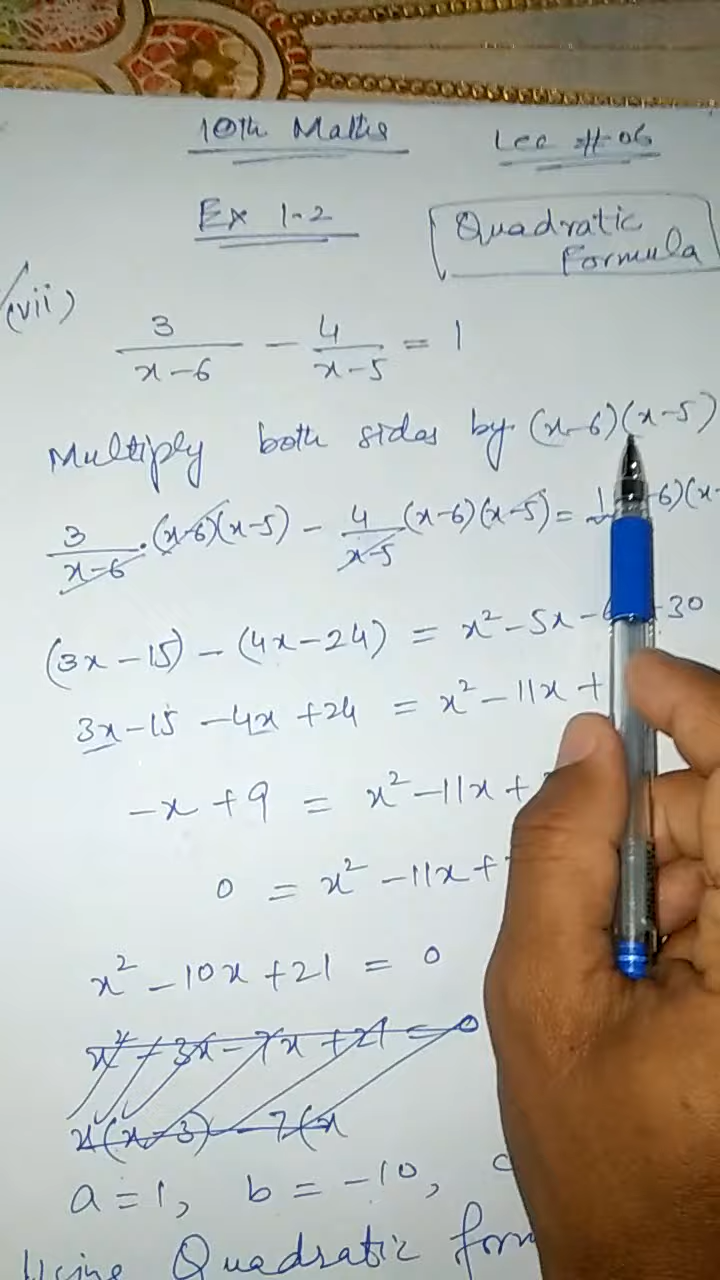 10th Maths Lec # 06
Ex 1.2 Quadratic Formula
(vii)
3/(x-6) - 4/(x-5) = 1
Multiply both sides by (x-6)(x-5)
3/(x-6) · (x-6)(x-5) - 4/(x-5) (x-6)(x-5) = 1 -6)(x-
(3x-15) - (4x-24) = x² - 5x - +30
3x-15 -4x +24 = x² - 11x +
-x + 9 = x² - 11x +
0 = x² - 11x +
x² - 10x + 21 = 0
x² - 3x - 7x + 21 = 0
x(x-3) - 7(x
a = 1, b = -10, c
Using Quadratic form